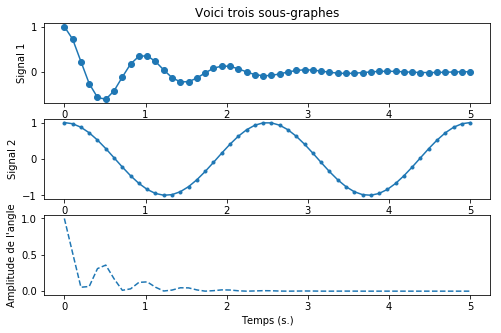 Voici trois sous-graphes
1
0
Signal 1
0 1 2 3 4 5
1
0
-1
Signal 2
0 1 2 3 4 5
1.0
0.5
0.0
Amplitude de l'angle
0 1 2 3 4 5
Temps (s.)